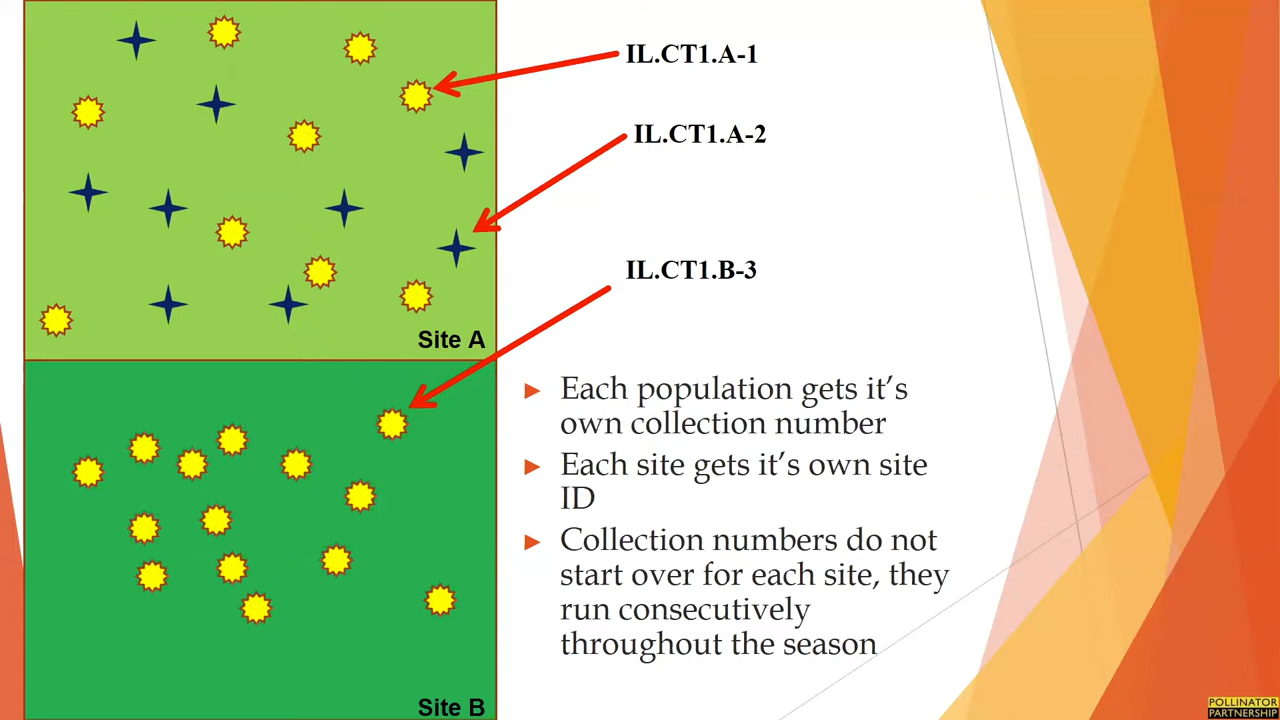 IL.CT1.A-1
IL.CT1.A-2
IL.CT1.B-3
Site A
Each population gets it’s
own collection number
Each site gets it’s own site
ID
Collection numbers do not
start over for each site, they
run consecutively
throughout the season
Site B
POLLINATOR
PARTNERSHIP